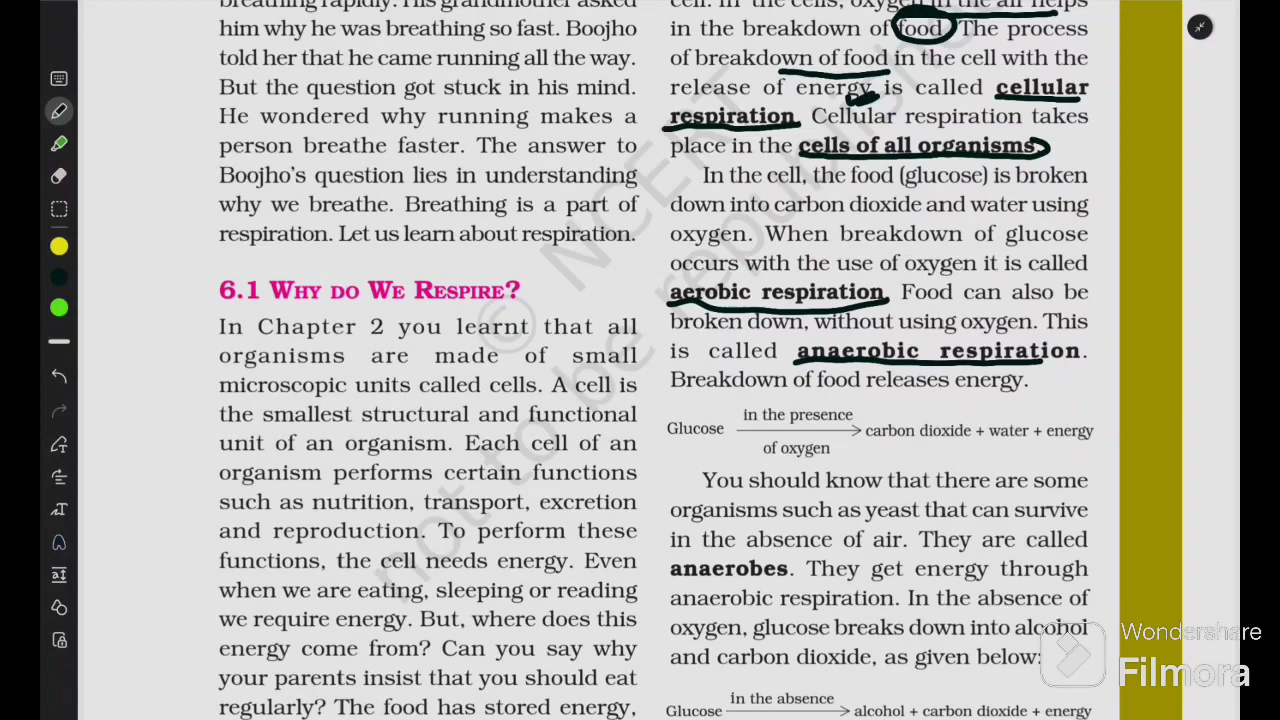 breathing rapidly. His grandmother asked
him why he was breathing so fast. Boojho
told her that he came running all the way.
But the question got stuck in his mind.
He wondered why running makes a
person breathe faster. The answer to
Boojho's question lies in understanding
why we breathe. Breathing is a part of
respiration. Let us learn about respiration.
6.1 WHY DO WE RESPIRE?
In Chapter 2 you learnt that all
organisms are made of small
microscopic units called cells. A cell is
the smallest structural and functional
unit of an organism. Each cell of an
organism performs certain functions
such as nutrition, transport, excretion
and reproduction. To perform these
functions, the cell needs energy. Even
when we are eating, sleeping or reading
we require energy. But, where does this
energy come from? Can you say why
your parents insist that you should eat
regularly? The food has stored energy,
cell. In the cells, oxygen in the air helps
in the breakdown of food. The process
of breakdown of food in the cell with the
release of energy is called cellular
respiration. Cellular respiration takes
place in the cells of all organisms.
In the cell, the food (glucose) is broken
down into carbon dioxide and water using
oxygen. When breakdown of glucose
occurs with the use of oxygen it is called
aerobic respiration. Food can also be
broken down, without using oxygen. This
is called anaerobic respiration.
Breakdown of food releases energy.
in the presence
Glucose → carbon dioxide + water + energy
of oxygen
You should know that there are some
organisms such as yeast that can survive
in the absence of air. They are called
anaerobes. They get energy through
anaerobic respiration. In the absence of
oxygen, glucose breaks down into alcohol
and carbon dioxide, as given below:
in the absence
Glucose → alcohol + carbon dioxide + energy
© NCERT
not to be republished
Wondershare
Filmora